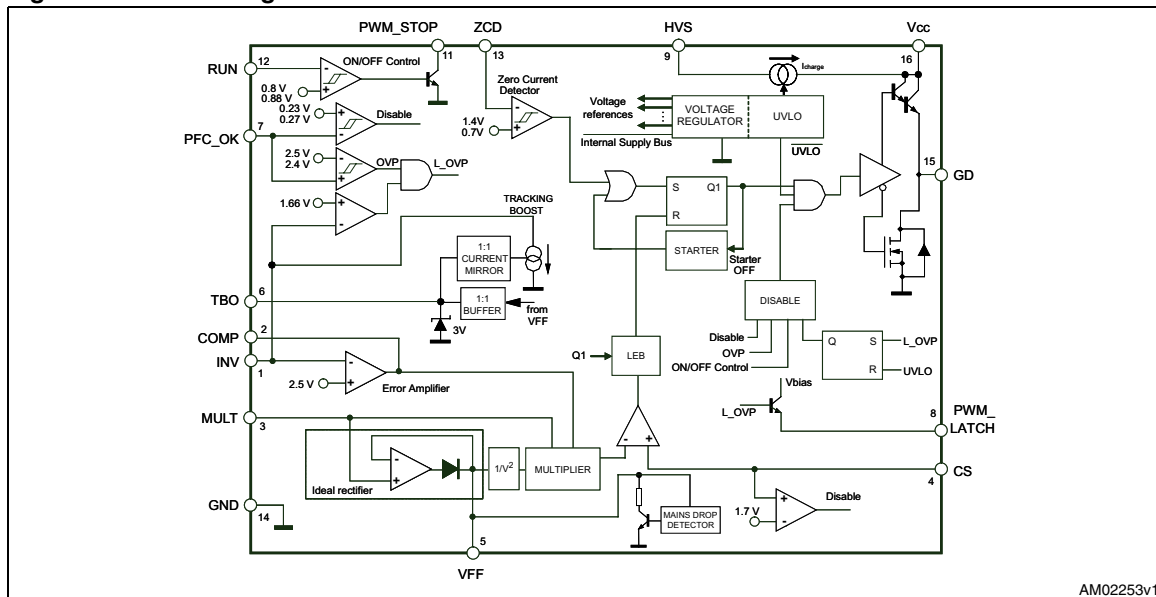 PWM_STOP
ZCD
HVS
Vcc
11
13
9
16
RUN
12
ON/OFF Control
0.8 V
0.88 V
0.23 V
0.27 V
Disable
PFC_OK
7
2.5 V
2.4 V
OVP
L_OVP
1.66 V
Zero Current
Detector
1.4V
0.7V
Icharge
Voltage
references
VOLTAGE
REGULATOR
UVLO
Internal Supply Bus
UVLO
15
GD
S
Q1
R
STARTER
Starter
OFF
TRACKING
BOOST
1:1
CURRENT
MIRROR
1:1
BUFFER
from
VFF
3V
TBO
6
COMP
2
INV
1
2.5 V
Error Amplifier
DISABLE
Disable
OVP
ON/OFF Control
Q
S
L_OVP
R
UVLO
Q1
LEB
Vbias
L_OVP
8
PWM_
LATCH
MULT
3
Ideal rectifier
1/V²
MULTIPLIER
CS
4
MAINS DROP
DETECTOR
1.7 V
Disable
GND
14
5
VFF
AM02253v1